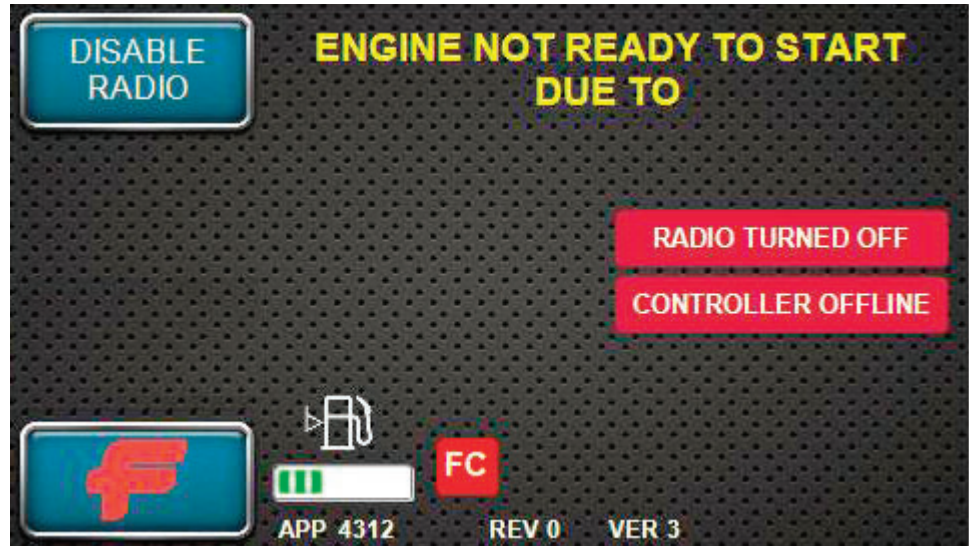 DISABLE
RADIO
ENGINE NOT READY TO START
DUE TO
RADIO TURNED OFF
CONTROLLER OFFLINE
FC
APP 4312 REV 0 VER 3